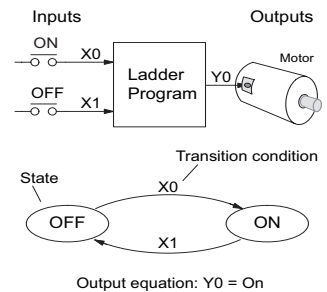 Inputs
Outputs
ON
X0
OFF
X1
Ladder
Program
Y0
Motor
State
Transition condition
X0
OFF
ON
X1
Output equation: Y0 = On